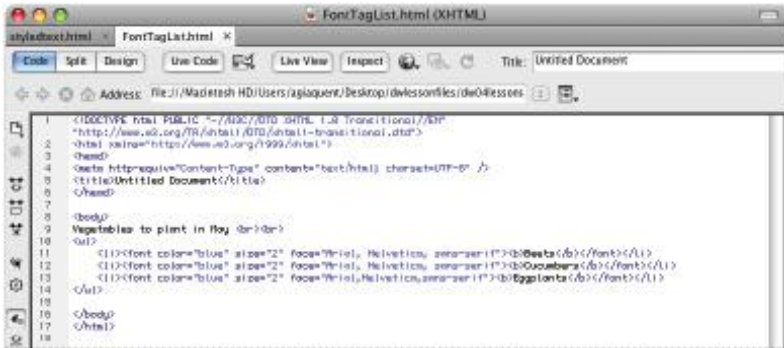 FontTagList.html (XHTML)
styledtext.html × FontTagList.html ×
Code Split Design Live Code Live View Inspect Title: Untitled Document
Address: file:///Macintosh HD/Users/agiaquent/Desktop/dwlessonfiles/dw04lessons
1 <!DOCTYPE html PUBLIC "-//W3C//DTD XHTML 1.0 Transitional//EN"
"http://www.w3.org/TR/xhtml1/DTD/xhtml1-transitional.dtd">
2 <html xmlns="http://www.w3.org/1999/xhtml">
3 <head>
4 <meta http-equiv="Content-Type" content="text/html; charset=UTF-8" />
5 <title>Untitled Document</title>
6 </head>
7
8 <body>
9 Vegetables to plant in May <br><br>
10 <ul>
11 <li><font color="blue" size="2" face="Arial, Helvetica, sans-serif"><b>Beets</b></font></li>
12 <li><font color="blue" size="2" face="Arial, Helvetica, sans-serif"><b>Cucumbers</b></font></li>
13 <li><font color="blue" size="2" face="Arial,Helvetica,sans-serif"><b>Eggplants</b></font></li>
14 </ul>
15
16 </body>
17 </html>
18